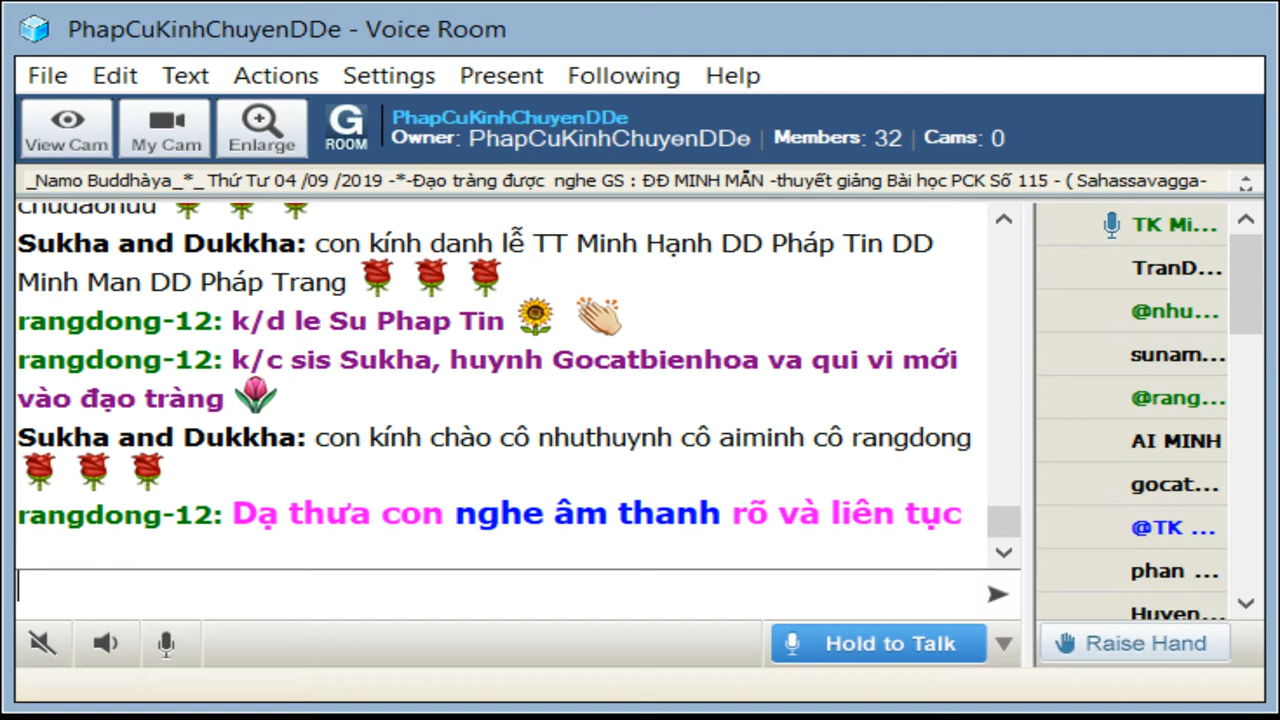 PhapCuKinhChuyenDDe - Voice Room
File Edit Text Actions Settings Present Following Help
View Cam My Cam Enlarge G ROOM
PhapCuKinhChuyenDDe
Owner: PhapCuKinhChuyenDDe | Members: 32 | Cams: 0
_Namo Buddhàya_*_ Thứ Tư 04 /09 /2019 -*-Đạo tràng được nghe GS : ĐĐ MINH MẪN -thuyết giảng Bài học PCK Số 115 - ( Sahassavagga-
chudaohuu
Sukha and Dukkha: con kính danh lễ TT Minh Hạnh DD Pháp Tin DD
Minh Man DD Pháp Trang
rangdong-12: k/d le Su Phap Tin
rangdong-12: k/c sis Sukha, huynh Gocatbienhoa va qui vi mới
vào đạo tràng
Sukha and Dukkha: con kính chào cô nhuthuynh cô aiminh cô rangdong
rangdong-12: Dạ thưa con nghe âm thanh rõ và liên tục
TK Mi...
TranD...
@nhu...
sunam...
@rang...
AI MINH
gocat...
@TK ...
phan ...
Huyen...
Hold to Talk
Raise Hand